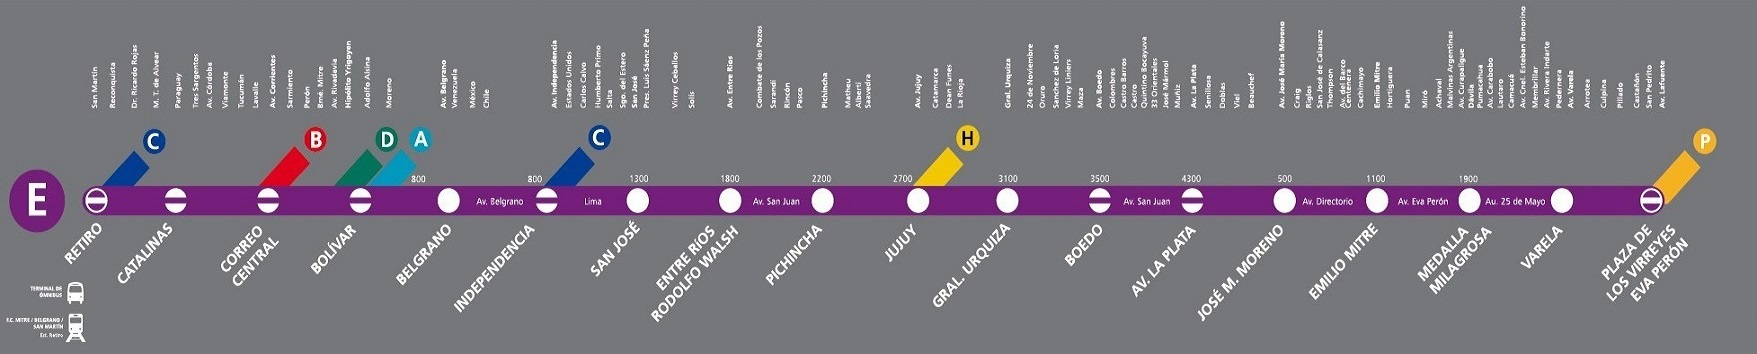 San Martín
Reconquista
Dr. Ricardo Rojas
M. T. de Alvear
Paraguay
Tres Sargentos
Av. Córdoba
Viamonte
Tucumán
Lavalle
Av. Corrientes
Sarmiento
Perón
Bmé. Mitre
Av. Rivadavia
Hipólito Yrigoyen
Adolfo Alsina
Moreno
Av. Belgrano
Venezuela
México
Chile
Av. Independencia
Estados Unidos
Carlos Calvo
Humberto Primo
Salta
Sgo. del Estero
San José
Pres. Luis Sáenz Peña
Virrey Ceballos
Solís
Av. Entre Ríos
Combate de los Pozos
Sarandí
Rincón
Pasco
Pichincha
Matheu
Alberti
Saavedra
Av. Jujuy
Catamarca
Dean Funes
La Rioja
Gral. Urquiza
24 de Noviembre
Oruro
Sanchez de Loria
Virrey Liniers
Maza
Av. Boedo
Colombres
Castro Barros
Castro
Quintino Bocayuva
33 Orientales
José Mármol
Muñiz
Av. La Plata
Senillosa
Doblas
Viel
Beauchef
Av. José María Moreno
Craig
Riglos
San José de Calasanz
Thompson
Av. del Barco
Centenera
Cachimayo
Emilio Mitre
Hortiguera
Puan
Miró
Achaval
Malvinas Argentinas
Av. Curapaligüe
Dávila
Pumacahua
Av. Carabobo
Lautaro
Camacuá
Av. Cnel. Esteban Bonorino
Membrillar
Av. Rivera Indarte
Pedernera
Av. Varela
Arrotea
Culpina
Pillado
Castañón
San Pedrito
Av. Lafuente
C
B
D
A
C
H
P
800
800
1300
1800
2200
2700
3100
3500
4300
500
1100
1900
E
Av. Belgrano
Lima
Av. San Juan
Av. San Juan
Av. Directorio
Av. Eva Perón
Au. 25 de Mayo
RETIRO
CATALINAS
CORREO
CENTRAL
BOLÍVAR
BELGRANO
INDEPENDENCIA
SAN JOSÉ
ENTRE RIOS
RODOLFO WALSH
PICHINCHA
JUJUY
GRAL. URQUIZA
BOEDO
AV. LA PLATA
JOSÉ M. MORENO
EMILIO MITRE
MEDALLA
MILAGROSA
VARELA
PLAZA DE
LOS VIRREYES
EVA PERÓN
TERMINAL DE
ÓMNIBUS
F.C. MITRE / BELGRANO /
SAN MARTÍN
Est. Retiro